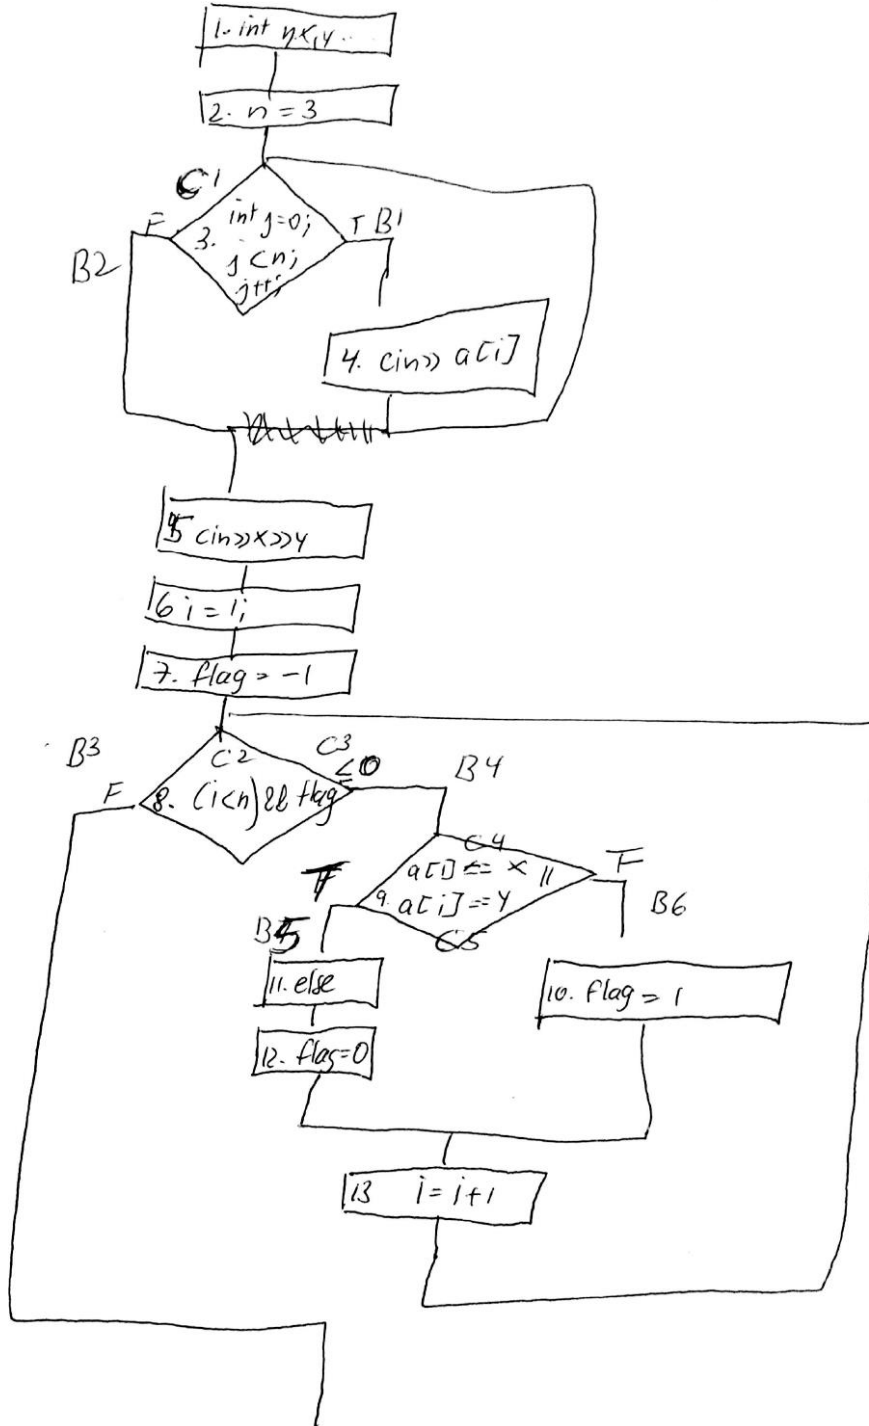 1. int n,x,y..
2. n = 3
C1
F
3. int j=0;
j<n;
j++;
T B1
B2
4. cin>> a[i]
5 cin>>x>>y
6 i = 1;
7. flag = -1
B3
C2
C3
≤0
B4
F
8. (i<n)&& flag
C4
a[i] <= x ||
9. a[i] == y
C5
F
B6
B5
11. else
10. flag = 1
12. flag=0
13 i = i+1